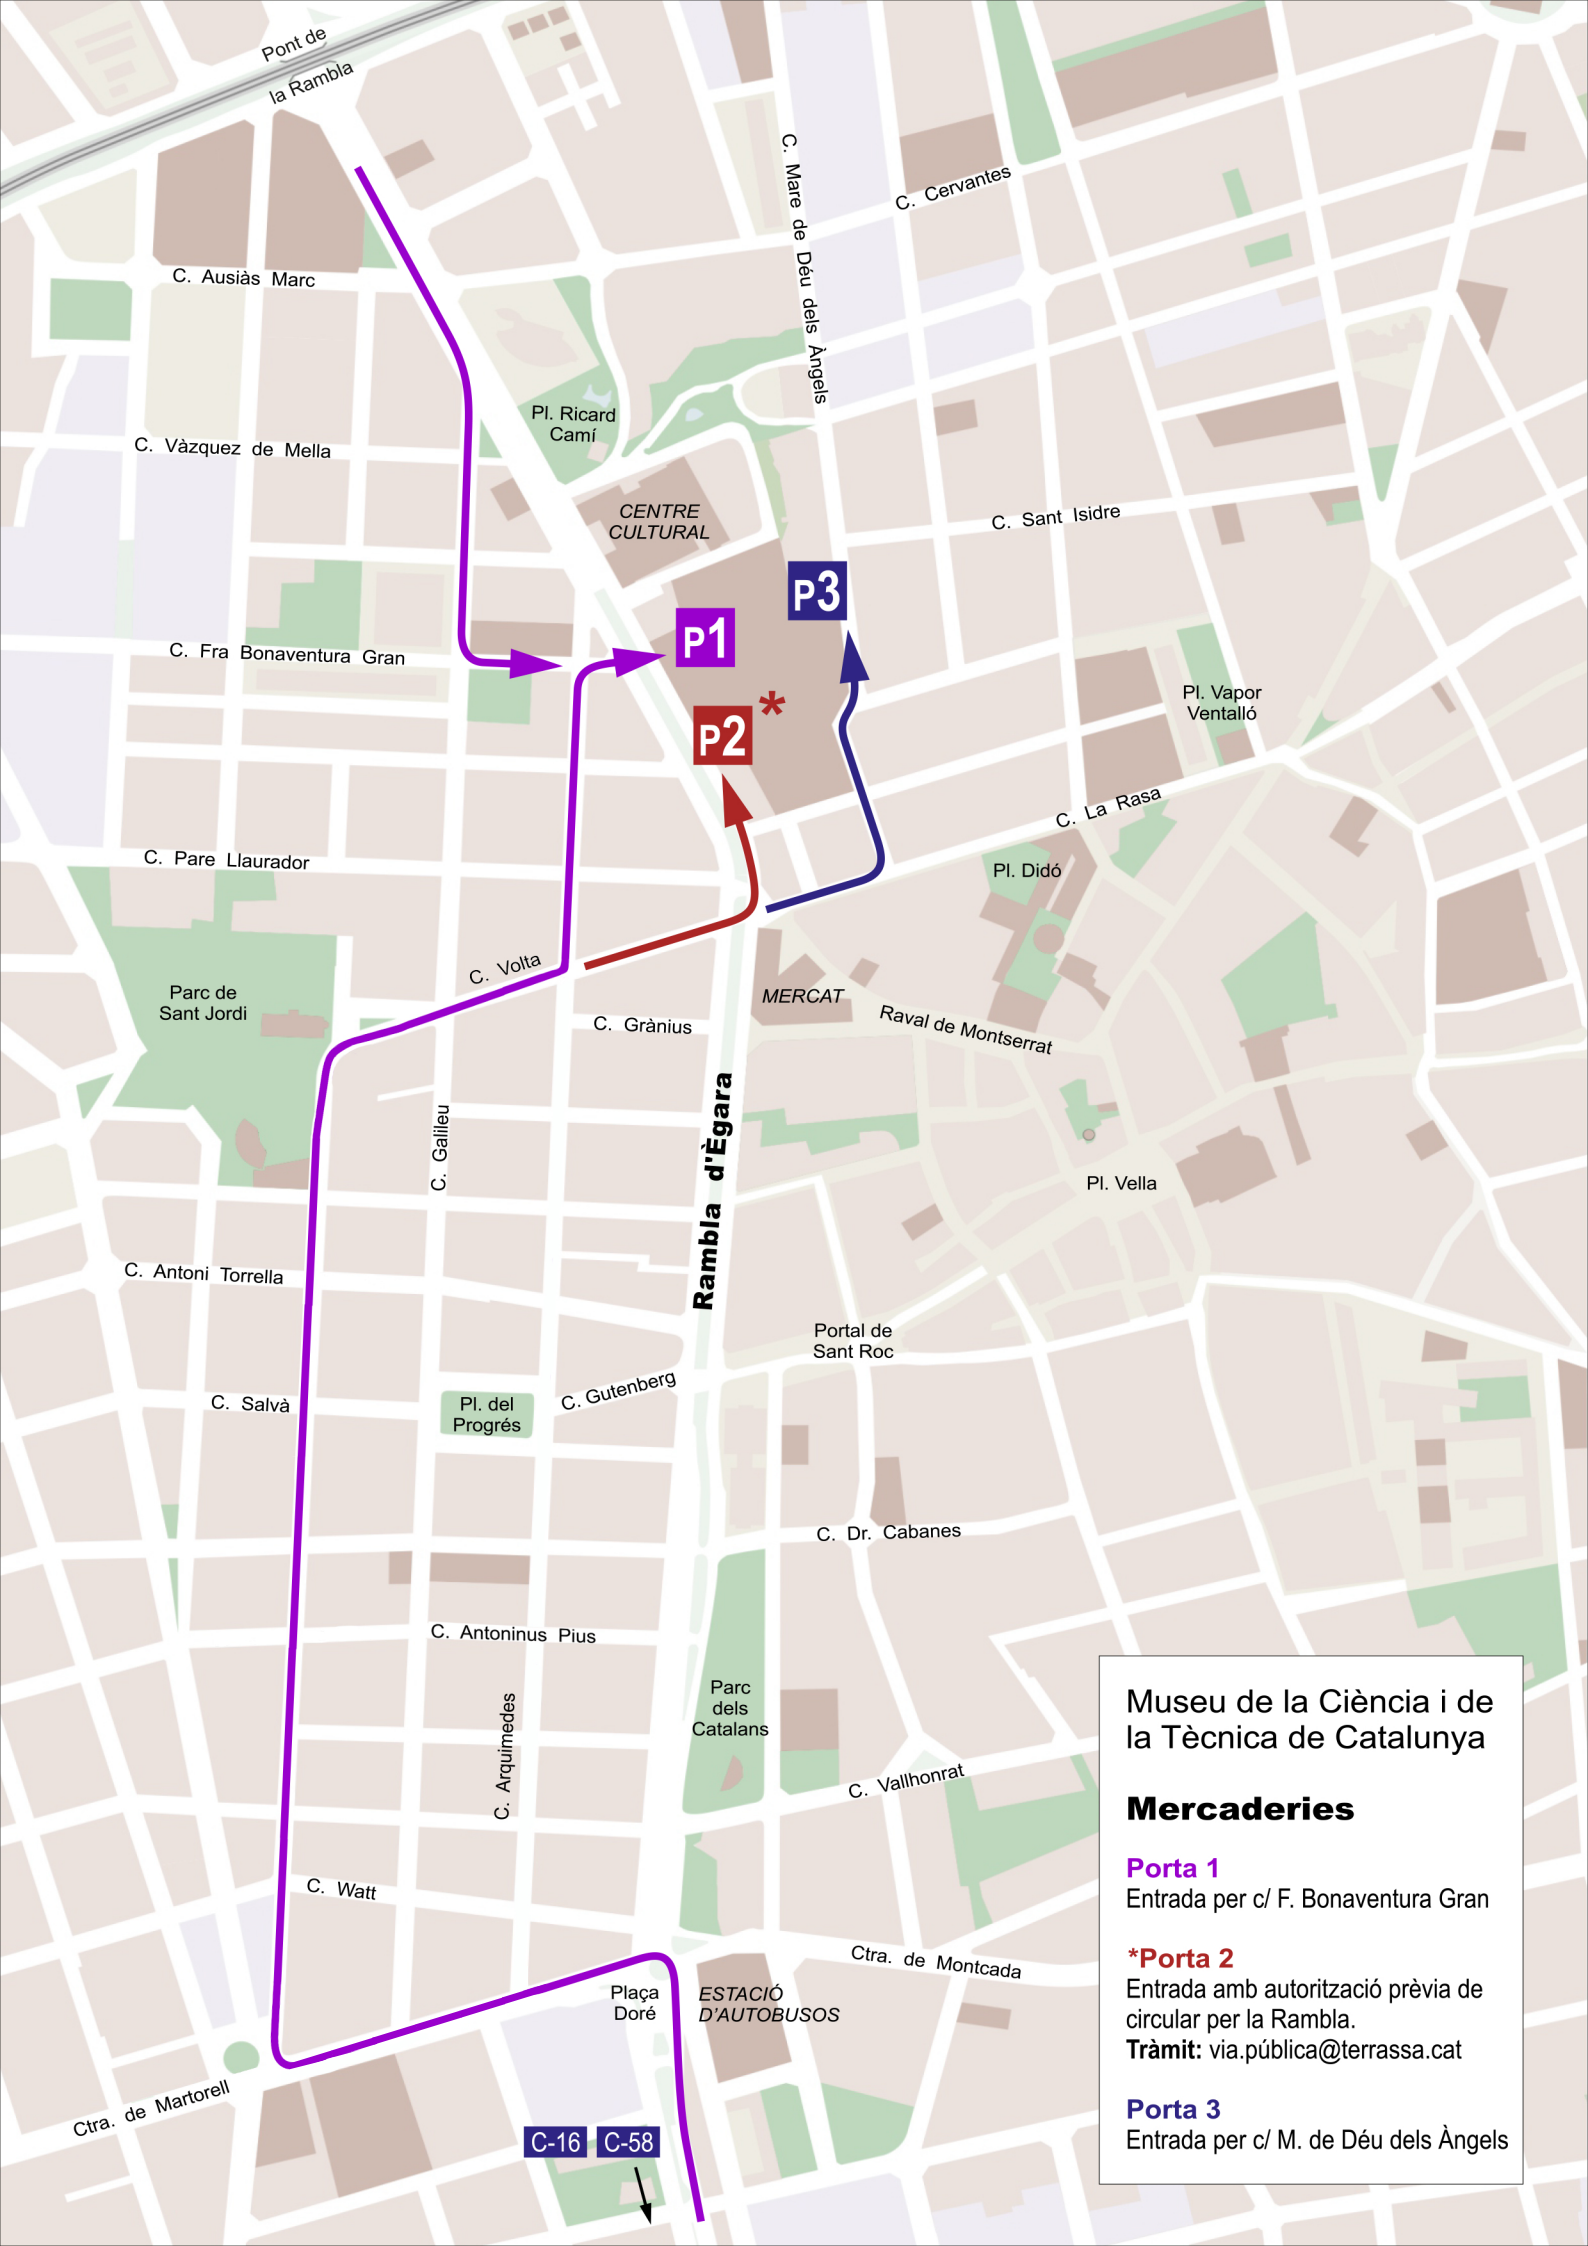 Pont de
la Rambla
C. Mare de Déu dels Àngels
C. Cervantes
C. Ausiàs Marc
Pl. Ricard
Camí
C. Vàzquez de Mella
CENTRE
CULTURAL
C. Sant Isidre
P3
P1
C. Fra Bonaventura Gran
*
P2
Pl. Vapor
Ventalló
C. La Rasa
C. Pare Llaurador
Pl. Didó
C. Volta
Parc de
Sant Jordi
MERCAT
C. Grànius
Raval de Montserrat
Rambla d'Ègara
C. Galileu
Pl. Vella
C. Antoni Torrella
Portal de
Sant Roc
C. Salvà
Pl. del
Progrés
C. Gutenberg
C. Dr. Cabanes
C. Antoninus Pius
Parc
dels
Catalans
C. Arquimedes
C. Vallhonrat
C. Watt
Ctra. de Montcada
Plaça
Doré
ESTACIÓ
D'AUTOBUSOS
Ctra. de Martorell
C-16 C-58
Museu de la Ciència i de
la Tècnica de Catalunya
Mercaderies
Porta 1
Entrada per c/ F. Bonaventura Gran
*Porta 2
Entrada amb autorització prèvia de
circular per la Rambla.
Tràmit: via.pública@terrassa.cat
Porta 3
Entrada per c/ M. de Déu dels Àngels